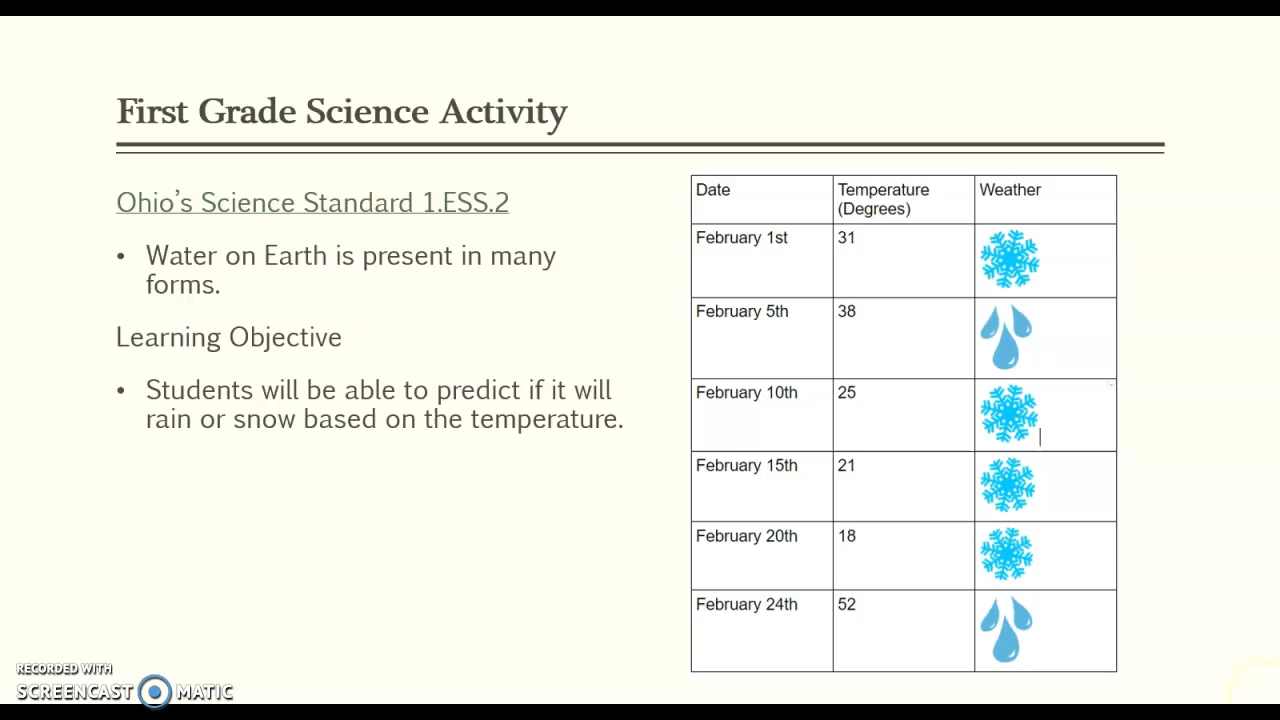 First Grade Science Activity
Ohio’s Science Standard 1.ESS.2
• Water on Earth is present in many
forms.
Learning Objective
• Students will be able to predict if it will
rain or snow based on the temperature.
Date Temperature Weather
(Degrees)
February 1st 31
February 5th 38
February 10th 25
February 15th 21
February 20th 18
February 24th 52
RECORDED WITH
SCREENCAST MATIC